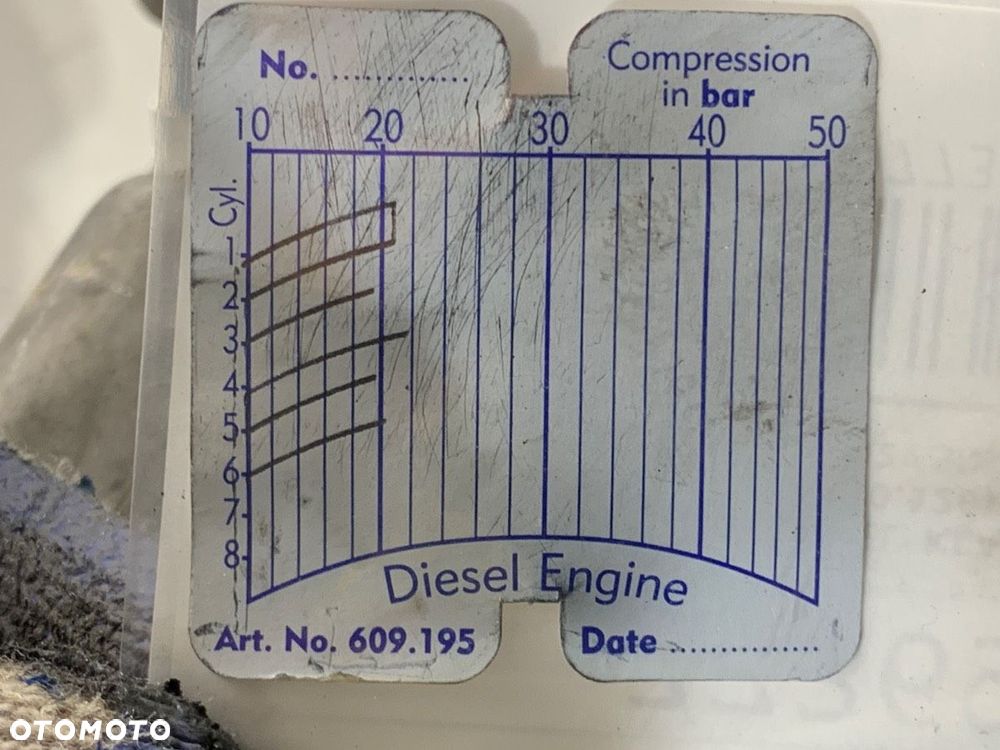 No. .............
Compression
in bar
10 20 30 40 50
Cyl.
1
2
3
4
5
6
7
8
Diesel Engine
Art. No. 609.195
Date ...............
OTOMOTO